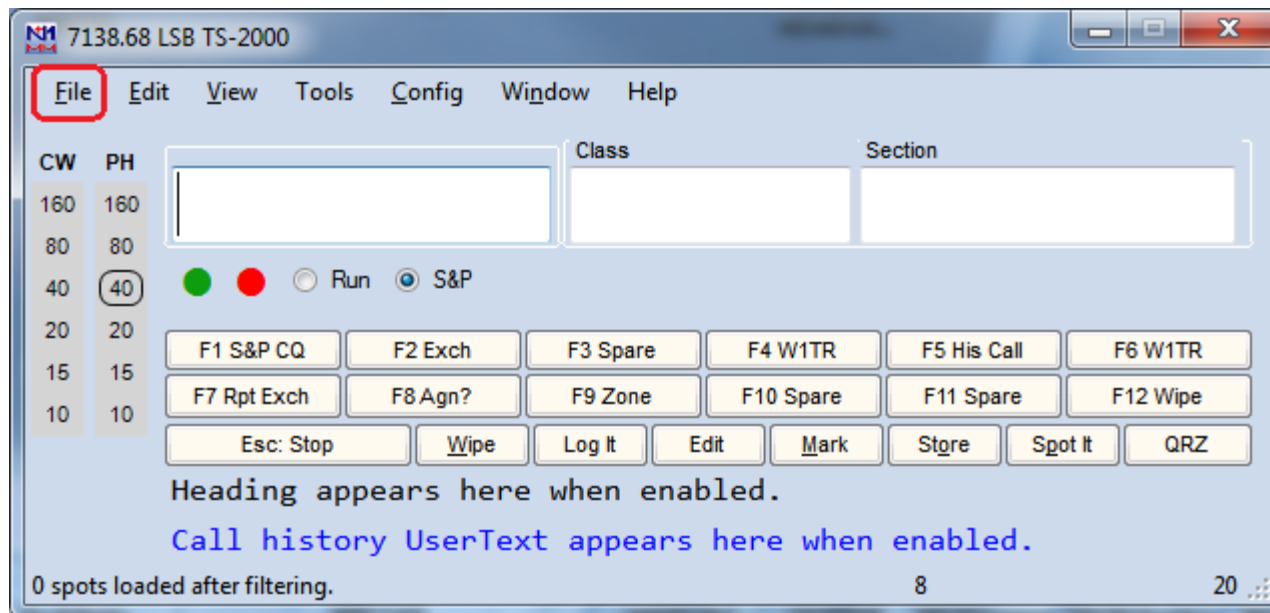 N1MM 7138.68 LSB TS-2000
File Edit View Tools Config Window Help
CW PH Class Section
160 160
80 80
40 40
20 20
15 15
10 10
Run S&P
F1 S&P CQ F2 Exch F3 Spare F4 W1TR F5 His Call F6 W1TR
F7 Rpt Exch F8 Agn? F9 Zone F10 Spare F11 Spare F12 Wipe
Esc: Stop Wipe Log It Edit Mark Store Spot It QRZ
Heading appears here when enabled.
Call history UserText appears here when enabled.
0 spots loaded after filtering. 8 20